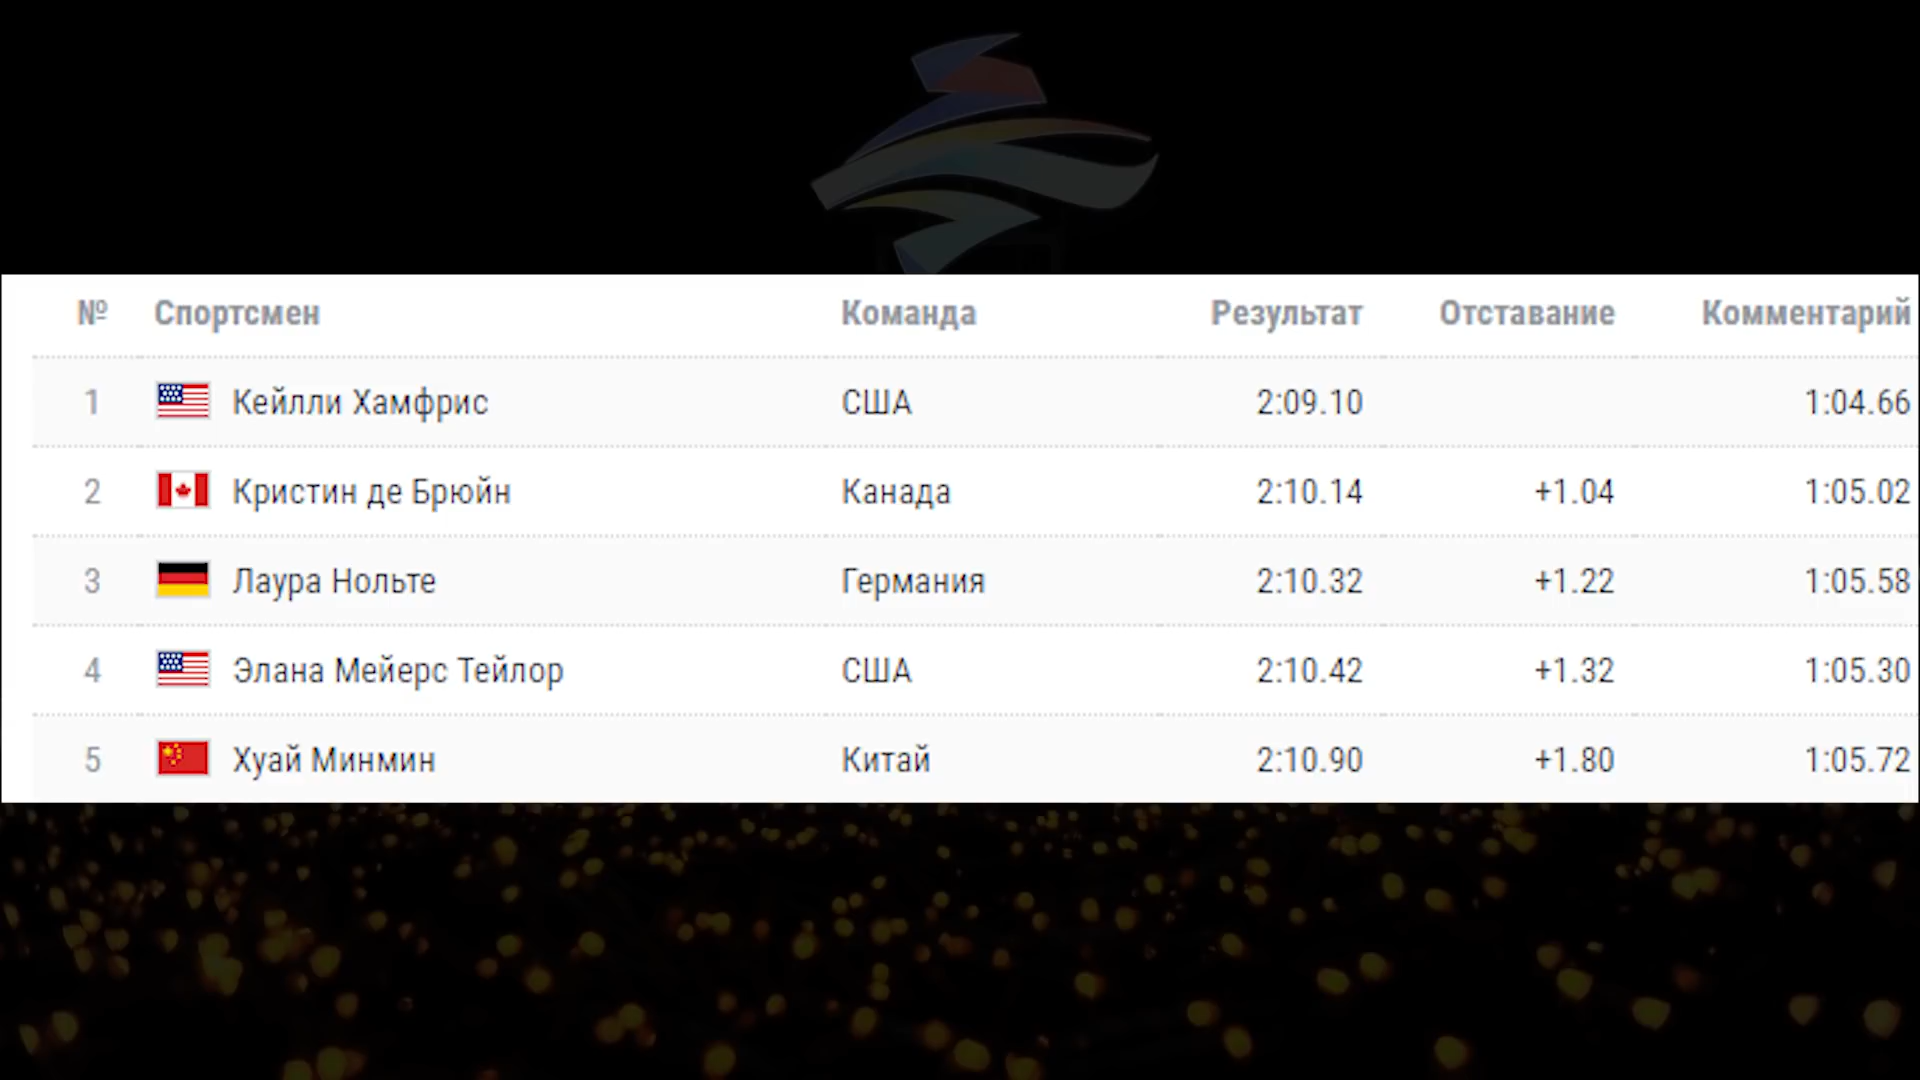 № Спортсмен Команда Результат Отставание Комментарий
1 Кейлли Хамфрис США 2:09.10 1:04.66
2 Кристин де Брюйн Канада 2:10.14 +1.04 1:05.02
3 Лаура Нольте Германия 2:10.32 +1.22 1:05.58
4 Элана Мейерс Тейлор США 2:10.42 +1.32 1:05.30
5 Хуай Минмин Китай 2:10.90 +1.80 1:05.72